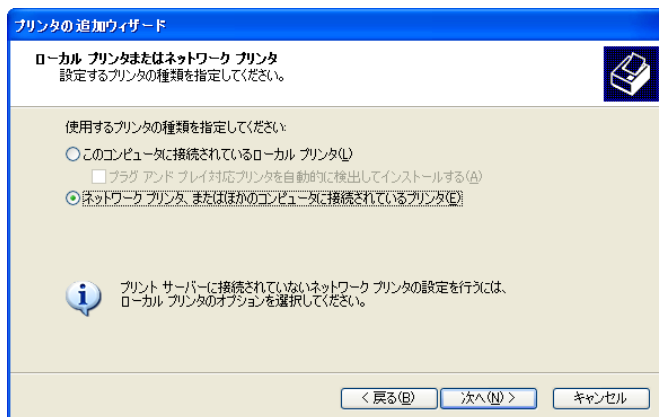 プリンタの追加ウィザード
ローカル プリンタまたはネットワーク プリンタ
設定するプリンタの種類を指定してください。
使用するプリンタの種類を指定してください:
このコンピュータに接続されているローカル プリンタ(L)
プラグ アンド プレイ対応プリンタを自動的に検出してインストールする(A)
ネットワーク プリンタ、またはほかのコンピュータに接続されているプリンタ(E)
プリント サーバーに接続されていないネットワーク プリンタの設定を行うには、
ローカル プリンタのオプションを選択してください。
< 戻る(B) 次へ(N) > キャンセル